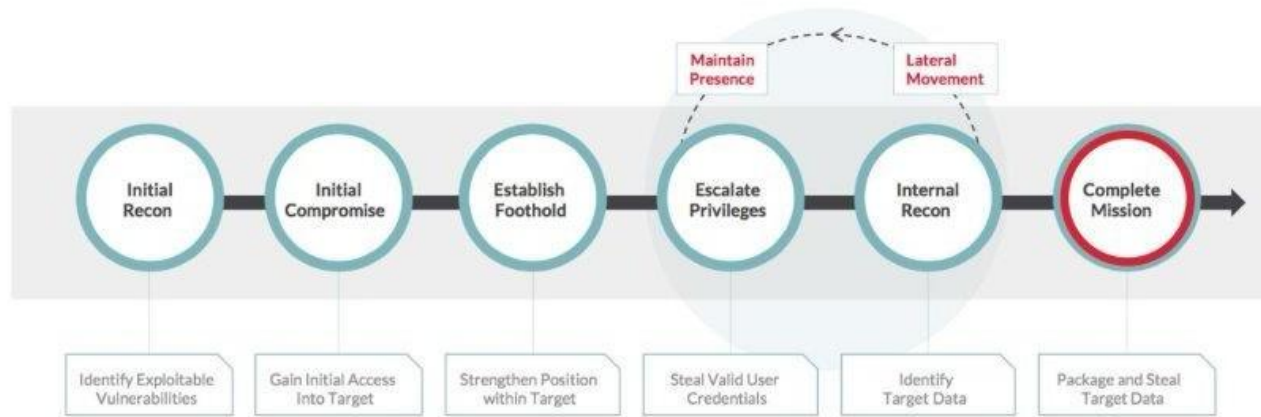 Maintain
Presence
Lateral
Movement
Initial
Recon
Initial
Compromise
Establish
Foothold
Escalate
Privileges
Internal
Recon
Complete
Mission
Identify Exploitable
Vulnerabilities
Gain Initial Access
Into Target
Strengthen Position
within Target
Steal Valid User
Credentials
Identify
Target Data
Package and Steal
Target Data